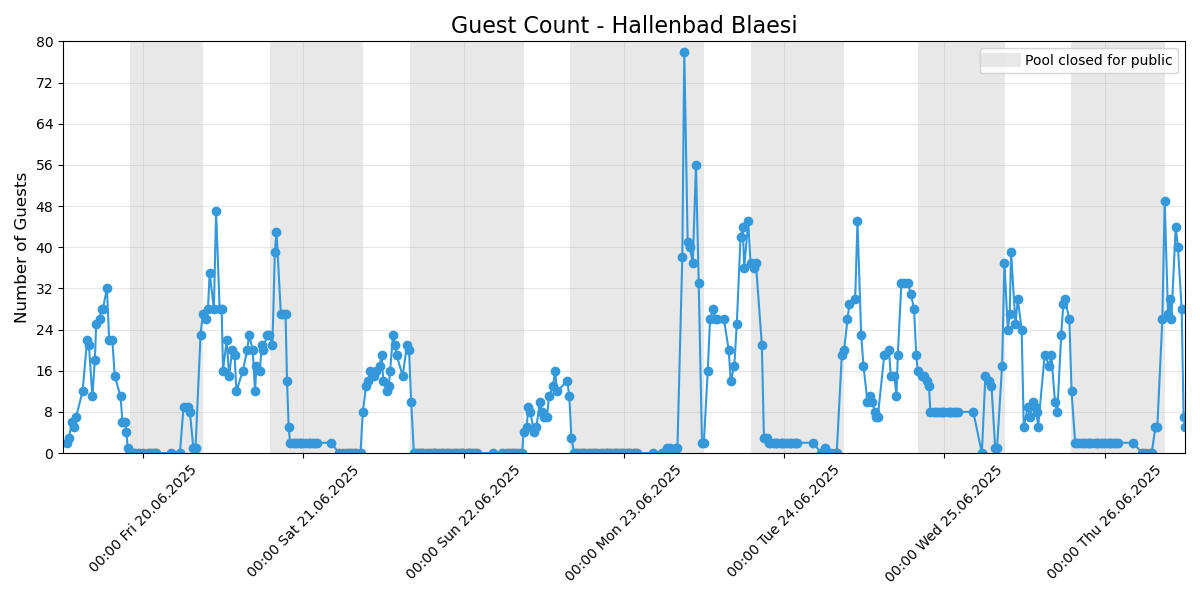 Guest Count - Hallenbad Blaesi
Pool closed for public
Number of Guests
80
72
64
56
48
40
32
24
16
8
0
00:00 Fri 20.06.2025
00:00 Sat 21.06.2025
00:00 Sun 22.06.2025
00:00 Mon 23.06.2025
00:00 Tue 24.06.2025
00:00 Wed 25.06.2025
00:00 Thu 26.06.2025